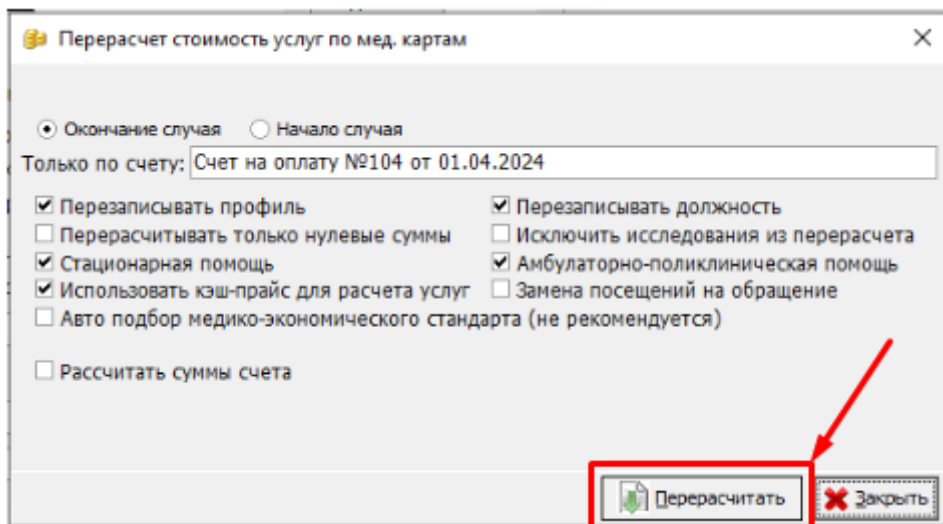 Перерасчет стоимость услуг по мед. картам
Окончание случая Начало случая
Только по счету: Счет на оплату №104 от 01.04.2024
Перезаписывать профиль Перезаписывать должность
Перерасчитывать только нулевые суммы Исключить исследования из перерасчета
Стационарная помощь Амбулаторно-поликлиническая помощь
Использовать кэш-прайс для расчета услуг Замена посещений на обращение
Авто подбор медико-экономического стандарта (не рекомендуется)
Рассчитать суммы счета
Перерасчитать Закрыть